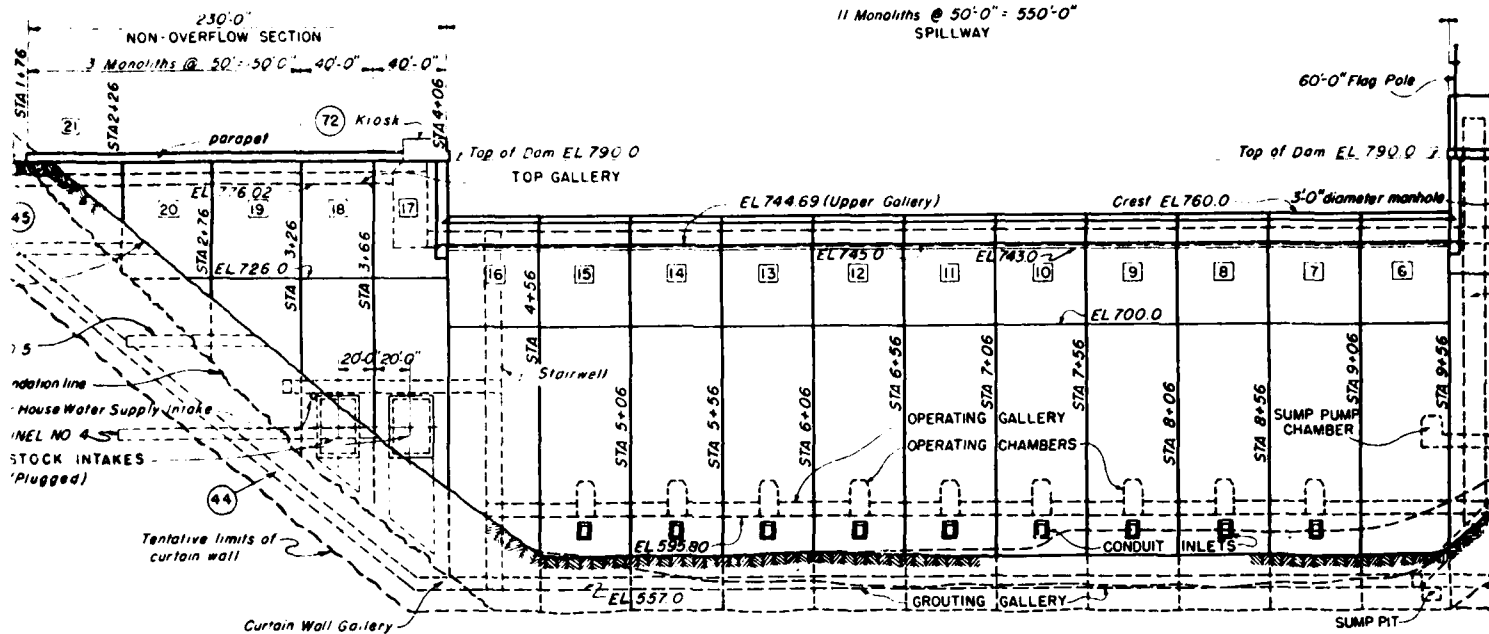 230'-0"
NON-OVERFLOW SECTION
11 Monoliths @ 50'-0" = 550'-0"
SPILLWAY
3 Monoliths @ 50'= 50'0" 40'-0" 40'-0"
STA 1+76
STA 2+26
STA 4+06
60'-0" Flag Pole
21
72 Kiosk
parapet
Top of Dam EL 790 0
TOP GALLERY
Top of Dam EL 790.0
EL 776.02
45
20
19
18
17
EL 744.69 (Upper Gallery)
Crest EL 760.0
3'-0" diameter manhole
STA 2+76
STA 3+26
STA 3+66
EL 726.0
EL 745.0
EL 743.0
16
15
14
13
12
11
10
9
8
7
6
STA 4+56
EL 700.0
20'-0" 20'-0"
Stairwell
STA 5+06
STA 5+56
STA 6+06
STA 6+56
STA 7+06
STA 7+56
STA 8+06
STA 8+56
STA 9+06
STA 9+56
0 5
ndation line
House Water Supply Intake
NEL NO 4
STOCK INTAKES
(Plugged)
OPERATING GALLERY
OPERATING CHAMBERS
SUMP PUMP
CHAMBER
44
Tentative limits of
curtain wall
EL 595.80
CONDUIT INLETS
EL 557.0
GROUTING GALLERY
Curtain Wall Gallery
SUMP PIT